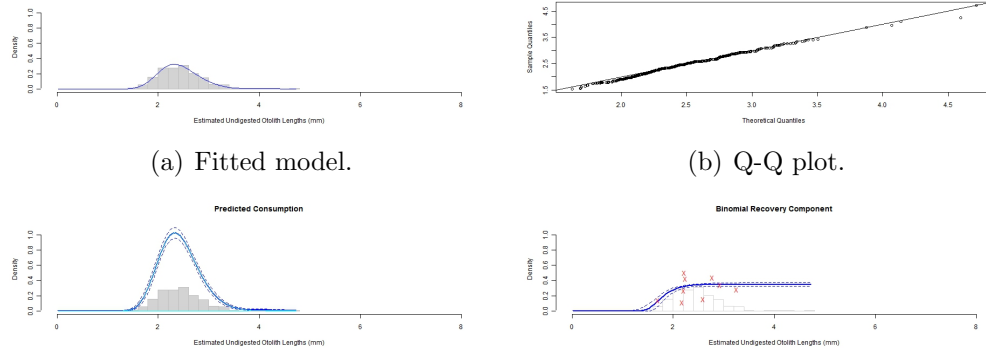 Density
0.0 0.2 0.4 0.6 0.8 1.0
0 2 4 6 8
Estimated Undigested Otolith Lengths (mm)
Sample Quantiles
1.5 2.5 3.5 4.5
2.0 2.5 3.0 3.5 4.0 4.5
Theoretical Quantiles
(a) Fitted model.
(b) Q-Q plot.
Predicted Consumption
Density
0.0 0.2 0.4 0.6 0.8 1.0
0 2 4 6 8
Estimated Undigested Otolith Lengths (mm)
Binomial Recovery Component
Density
0.0 0.2 0.4 0.6 0.8 1.0
0 2 4 6 8
Estimated Undigested Otolith Lengths (mm)